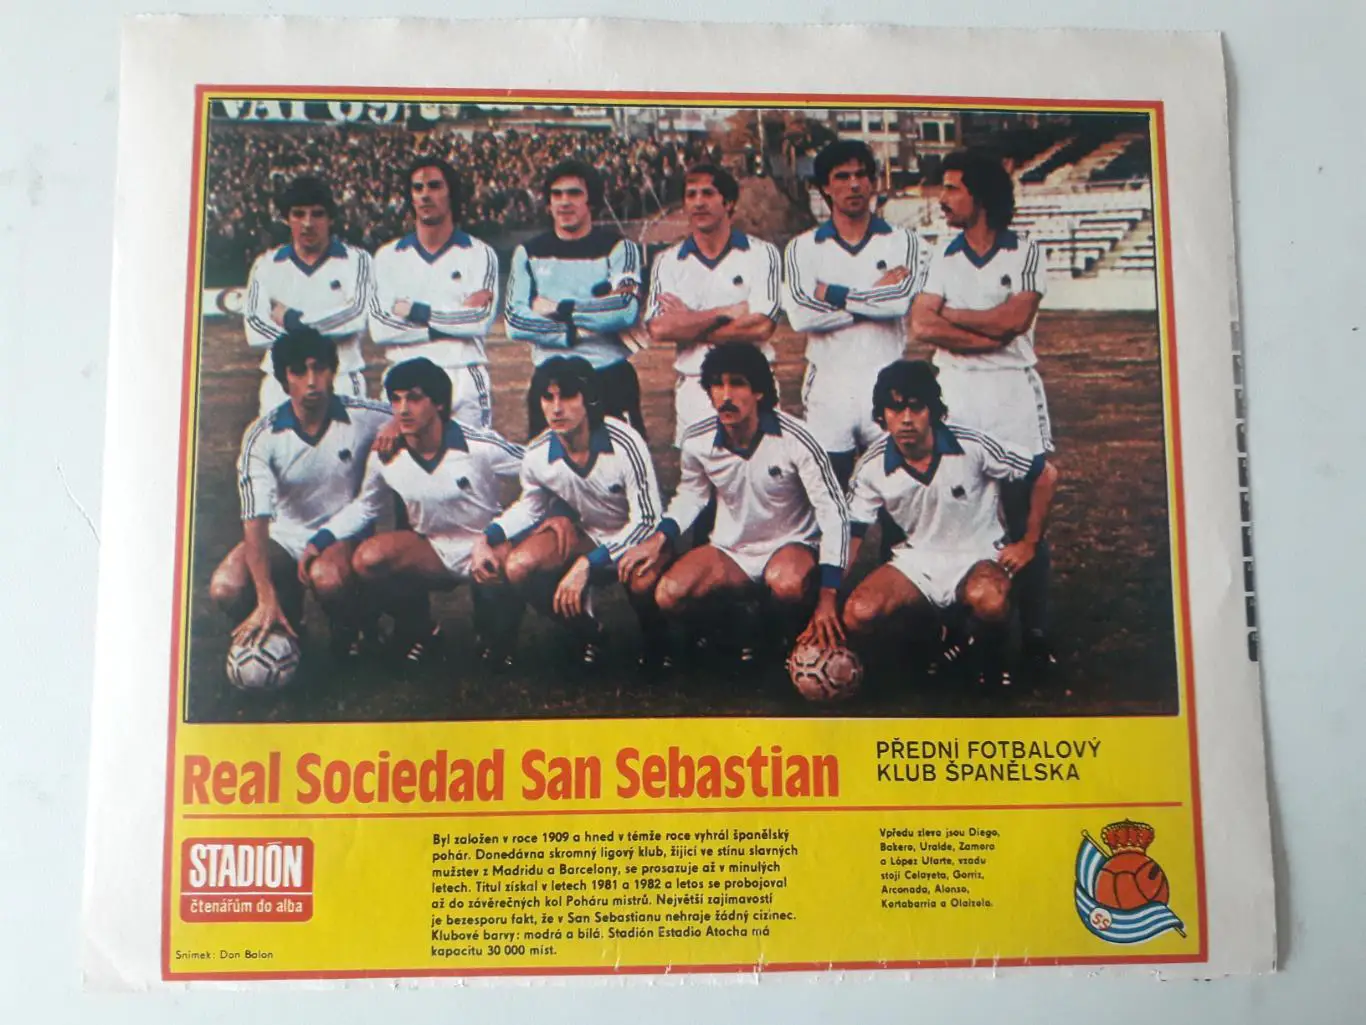 Real Sociedad San Sebastian
PŘEDNÍ FOTBALOVÝ
KLUB ŠPANĚLSKA
STADIÓN
čtenářům do alba
Snímek: Don Balon
Byl založen v roce 1909 a hned v témže roce vyhrál španělský
pohár. Donedávna skromný ligový klub, žijící ve stínu slavných
mužstev z Madridu a Barcelony, se prosazuje až v minulých
letech. Titul získal v letech 1981 a 1982 a letos se probojoval
až do závěrečných kol Poháru mistrů. Největší zajímavostí
je bezesporu fakt, že v San Sebastianu nehraje žádný cizinec.
Klubové barvy: modrá a bílá. Stadión Estadio Atocha má
kapacitu 30 000 míst.
Vpředu zleva jsou Diego,
Bakero, Uralde, Zamora
a López Ufarte, vzadu
stojí Celayeta, Gorriz,
Arconada, Alonso,
Kortabarria a Olaizola.
SS